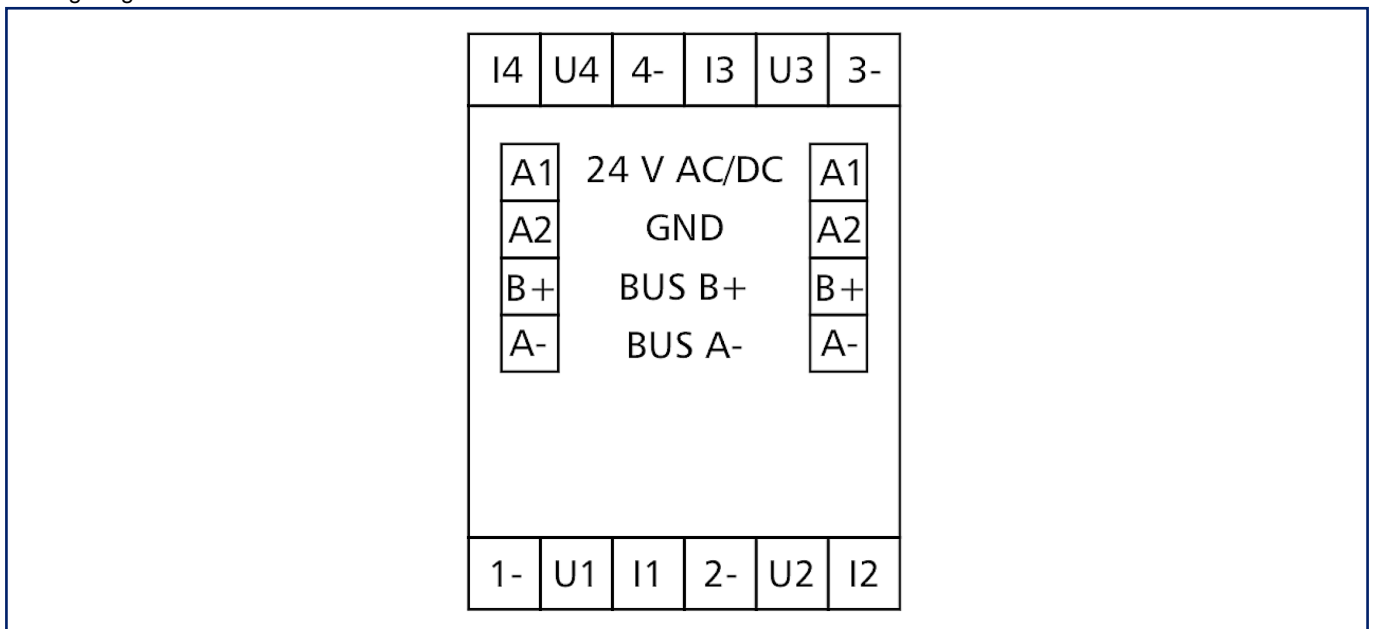 I4 U4 4- I3 U3 3-
A1 24 V AC/DC A1
A2 GND A2
B+ BUS B+ B+
A- BUS A- A-
1- U1 I1 2- U2 I2